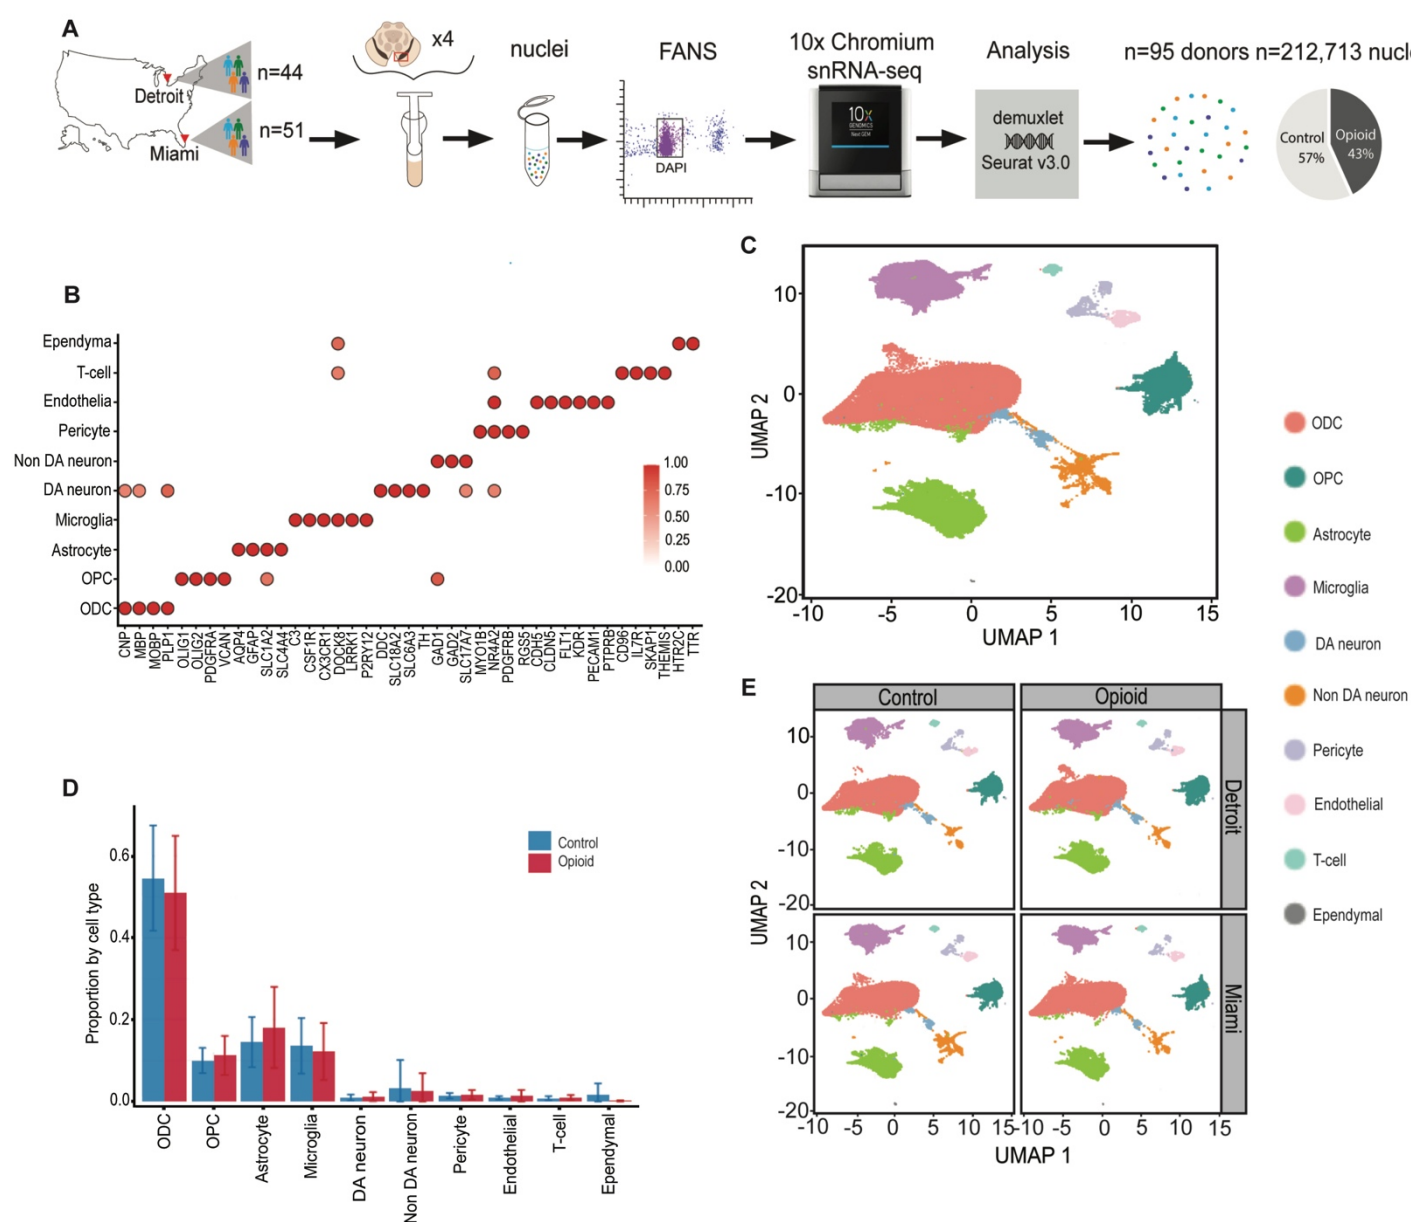 A
n=44
Detroit
n=51
Miami
x4
nuclei
FANS
DAPI
10x Chromium
snRNA-seq
10x
GENOMICS
Next GEM
Analysis
demuxlet
Seurat v3.0
n=95 donors n=212,713 nucle
Control
57%
Opioid
43%
B
Ependyma
T-cell
Endothelia
Pericyte
Non DA neuron
DA neuron
Microglia
Astrocyte
OPC
ODC
1.00
0.75
0.50
0.25
0.00
CNP
MBP
MOBP
PLP1
OLIG1
OLIG2
PDGFRA
VCAN
AQP4
GFAP
SLC1A2
SLC4A4
C3
CSF1R
CX3CR1
DOCK8
LRRK1
P2RY12
DDC
SLC18A2
SLC6A3
TH
GAD1
GAD2
SLC17A7
MYO1B
NR4A2
PDGFRB
RGS5
CDH5
CLDN5
FLT1
KDR
PECAM1
PTPRB
CD96
IL7R
SKAP1
THEMIS
HTR2C
TTR
C
UMAP 2
10
0
-10
-20
-10 -5 0 5 10 15
UMAP 1
ODC
OPC
Astrocyte
Microglia
DA neuron
Non DA neuron
Pericyte
Endothelial
T-cell
Ependymal
D
Proportion by cell type
0.6
0.4
0.2
0.0
Control
Opioid
ODC
OPC
Astrocyte
Microglia
DA neuron
Non DA neuron
Pericyte
Endothelial
T-cell
Ependymal
E
Control
Opioid
Detroit
Miami
UMAP 2
10
0
-10
-20
10
0
-10
-20
-10 -5 0 5 10 15
-10 -5 0 5 10 15
UMAP 1